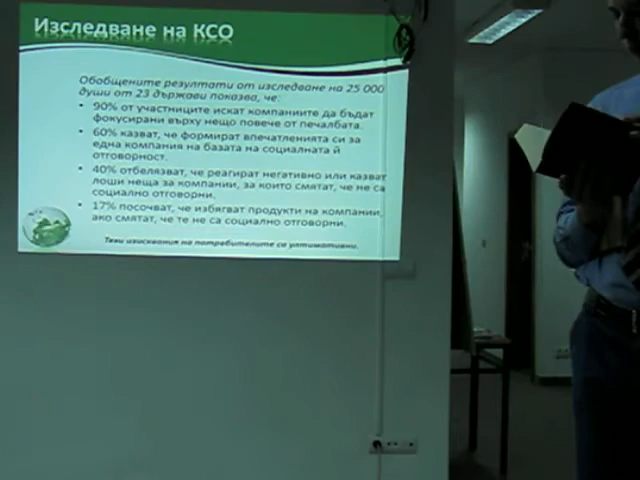 Изследване на КСО
Обобщените резултати от изследване на 25 000
души от 23 държави показва, че:
• 90% от участниците искат компаниите да бъдат
фокусирани върху нещо повече от печалбата.
• 60% казват, че формират впечатленията си за
една компания на базата на социалната й
отговорност.
• 40% отбелязват, че реагират негативно или казват
лоши неща за компании, за които смятат, че не са
социално отговорни.
• 17% посочват, че избягват продукти на компании,
ако смятат, че те не са социално отговорни.
Тези изисквания на потребителите са ултимативни.